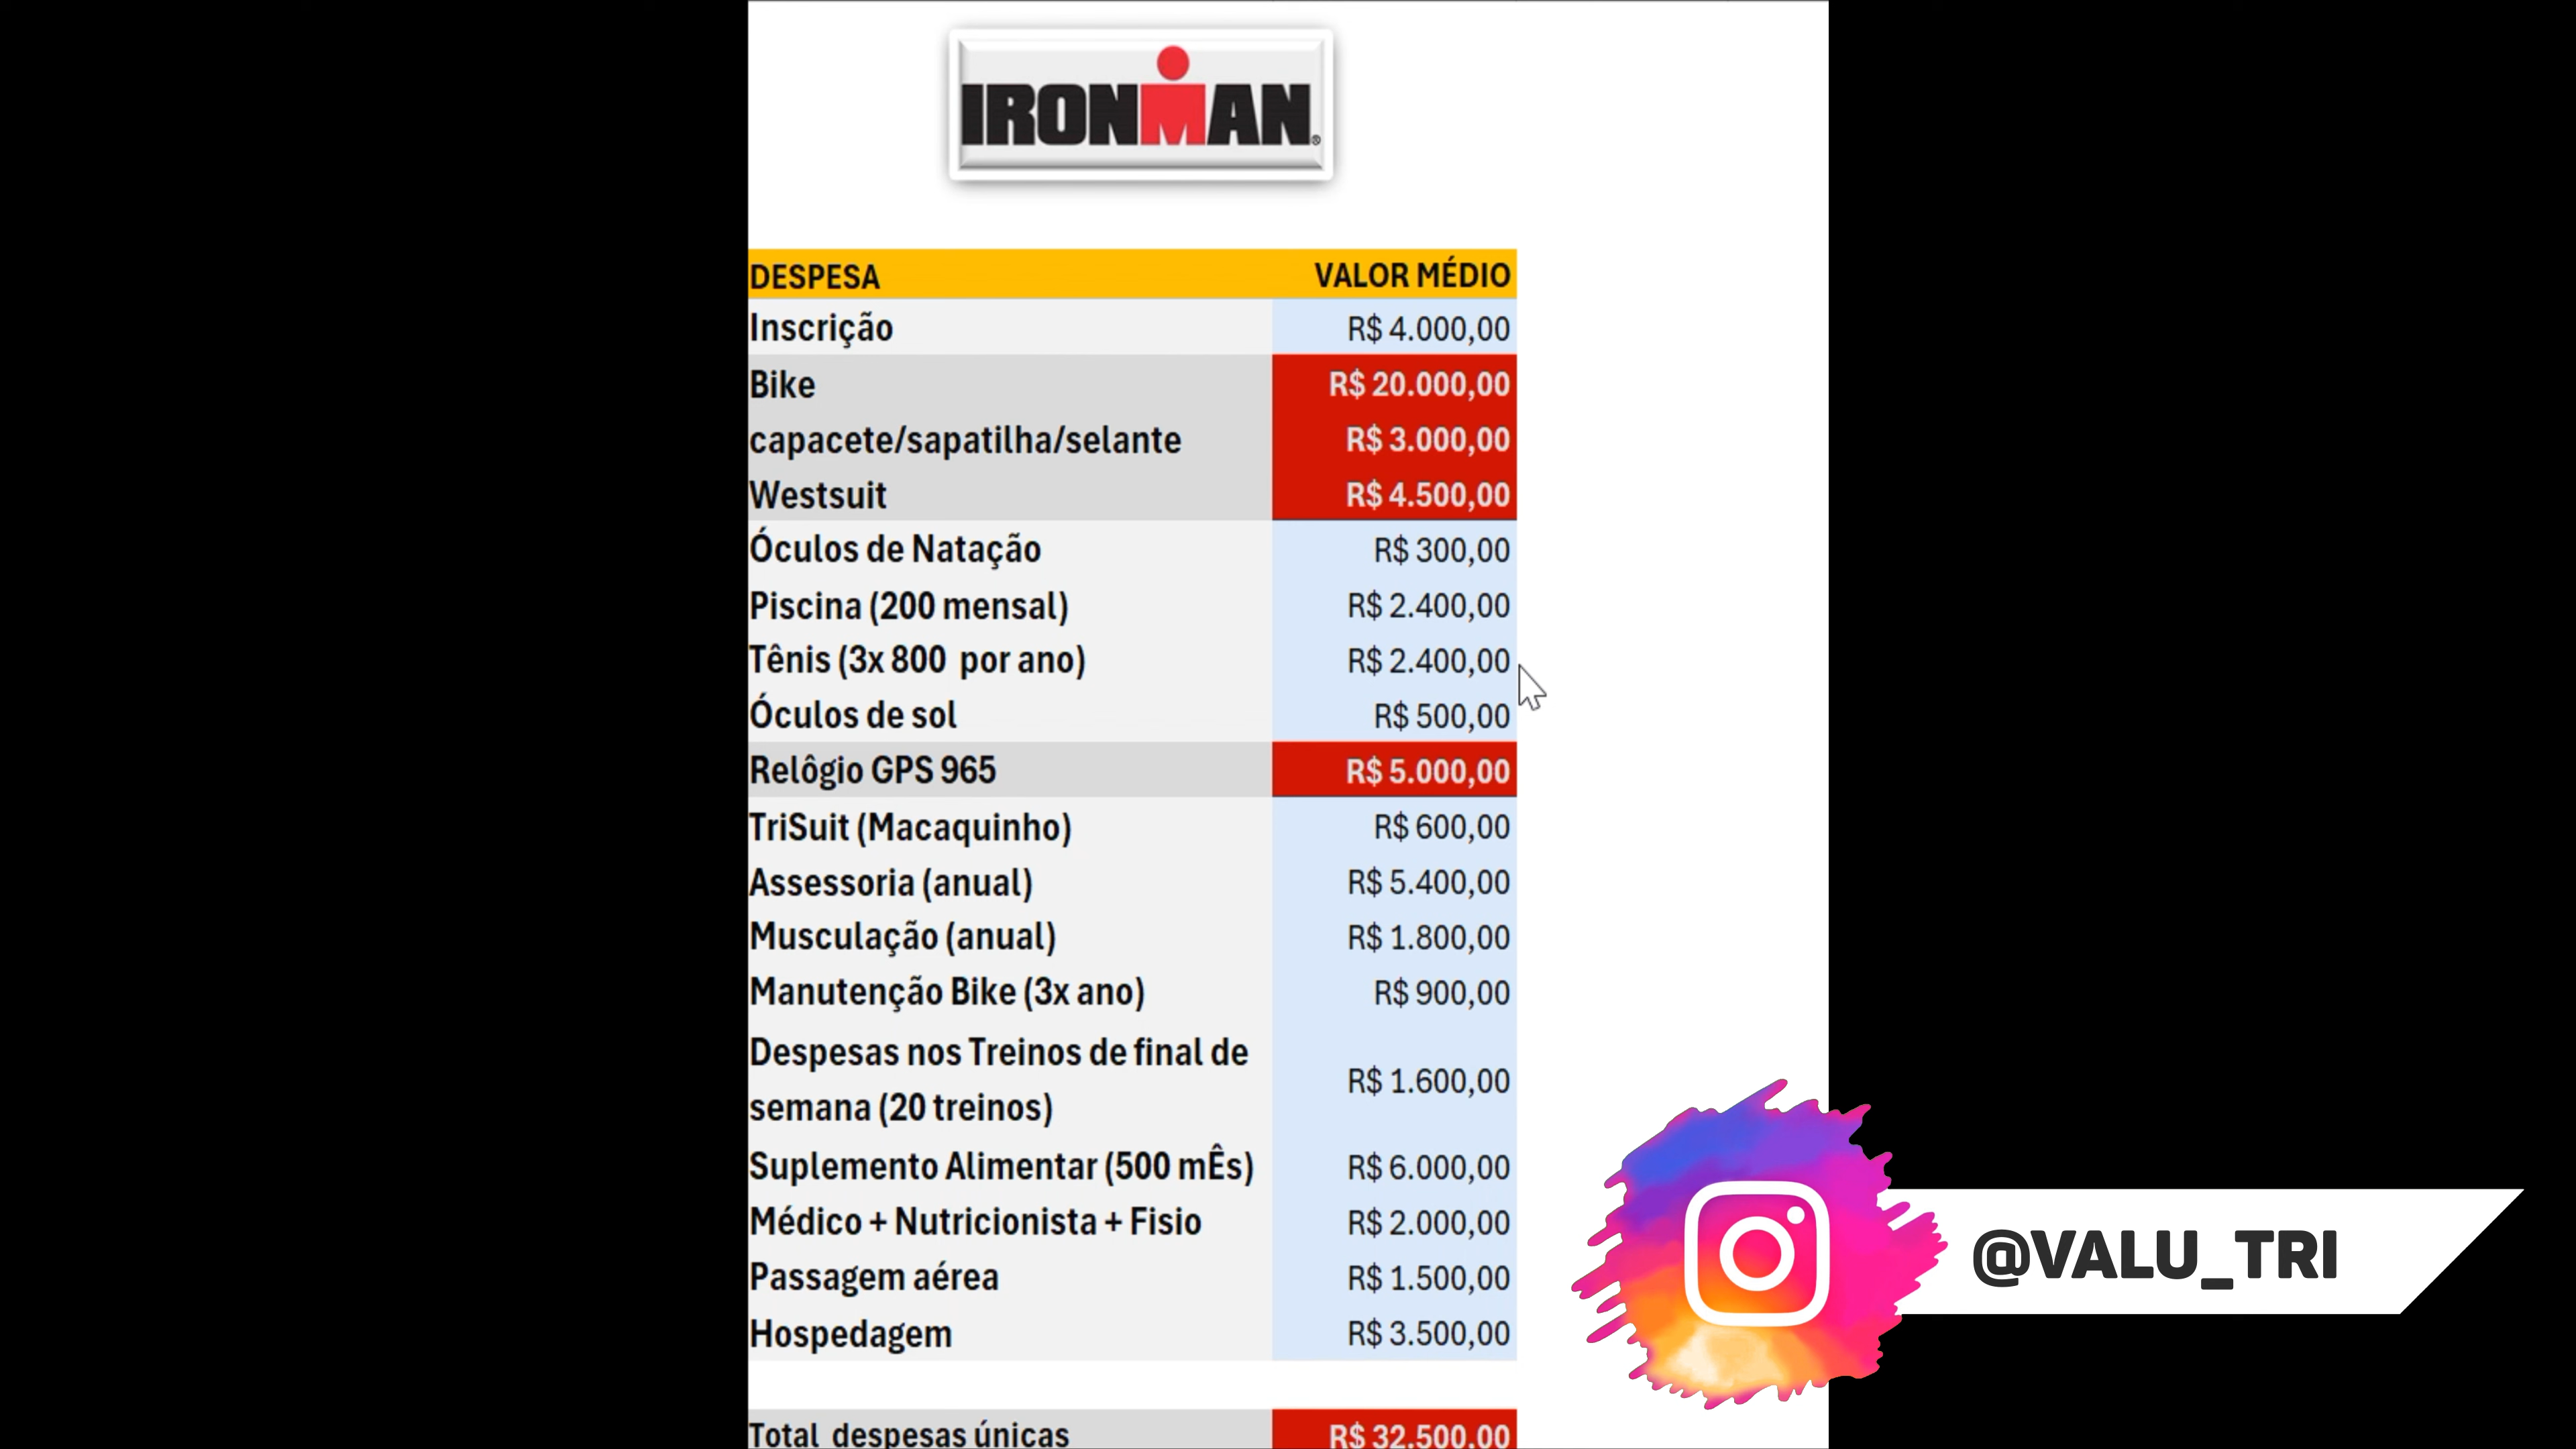 IRONMAN®
DESPESA VALOR MÉDIO
Inscrição R$ 4.000,00
Bike R$ 20.000,00
capacete/sapatilha/selante R$ 3.000,00
Westsuit R$ 4.500,00
Óculos de Natação R$ 300,00
Piscina (200 mensal) R$ 2.400,00
Tênis (3x 800 por ano) R$ 2.400,00
Óculos de sol R$ 500,00
Relôgio GPS 965 R$ 5.000,00
TriSuit (Macaquinho) R$ 600,00
Assessoria (anual) R$ 5.400,00
Musculação (anual) R$ 1.800,00
Manutenção Bike (3x ano) R$ 900,00
Despesas nos Treinos de final de
semana (20 treinos) R$ 1.600,00
Suplemento Alimentar (500 mÊs) R$ 6.000,00
Médico + Nutricionista + Fisio R$ 2.000,00
Passagem aérea R$ 1.500,00
Hospedagem R$ 3.500,00
Total despesas únicas R$ 32.500,00
@VALU_TRI